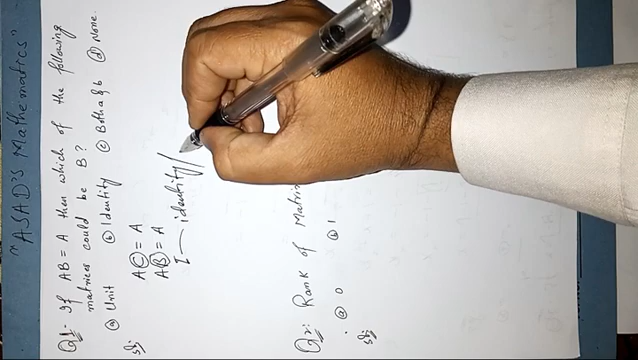 "ASAD'S Mathematics"
Q1:- If AB = A then which of the following
matrices could be B?
(a) Unit (b) Identity (c) Both a & b (d) None.
Sol:
A(C) = A
A(B) = A
I — identity/
Q2:- Rank of Matrix
(a) 0 (b) 1
Sol: